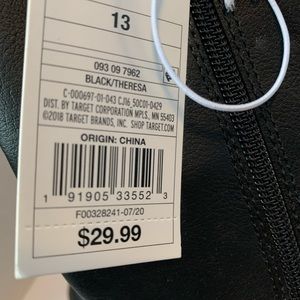 13
093 09 7962
BLACK/THERESA
C-000697-01-043 CJ16_50C01-0429
DIST. BY TARGET CORPORATION MPLS., MN 55403
©2018 TARGET BRANDS, INC. SHOP TARGET.COM
ORIGIN: CHINA
1 91905 33552 3
F00328241-07/20
$29.99